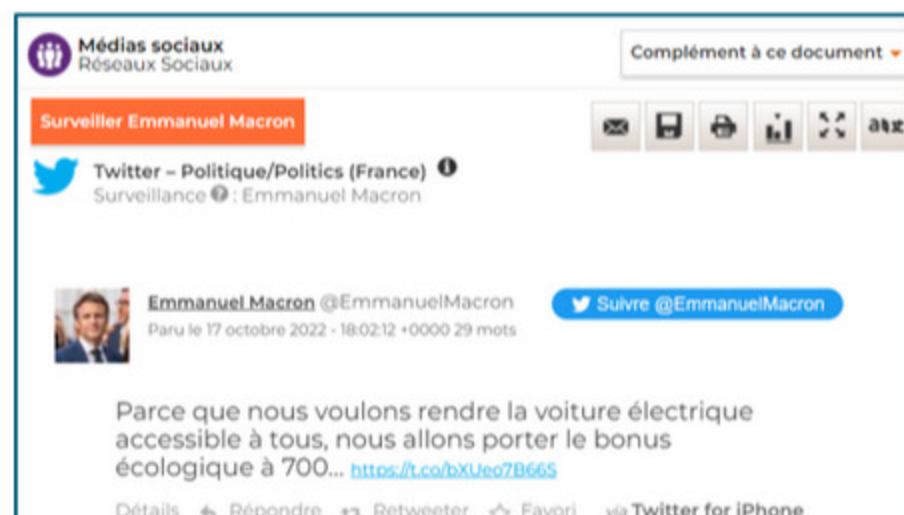 Médias sociaux
Réseaux Sociaux
Complément à ce document
Surveiller Emmanuel Macron
Twitter – Politique/Politics (France)
Surveillance : Emmanuel Macron
Emmanuel Macron @EmmanuelMacron
Suivre @EmmanuelMacron
Paru le 17 octobre 2022 - 18:02:12 +0000 29 mots
Parce que nous voulons rendre la voiture électrique
accessible à tous, nous allons porter le bonus
écologique à 700... https://t.co/bXUeo7B66S
Détails Répondre Retweeter Favori via Twitter for iPhone